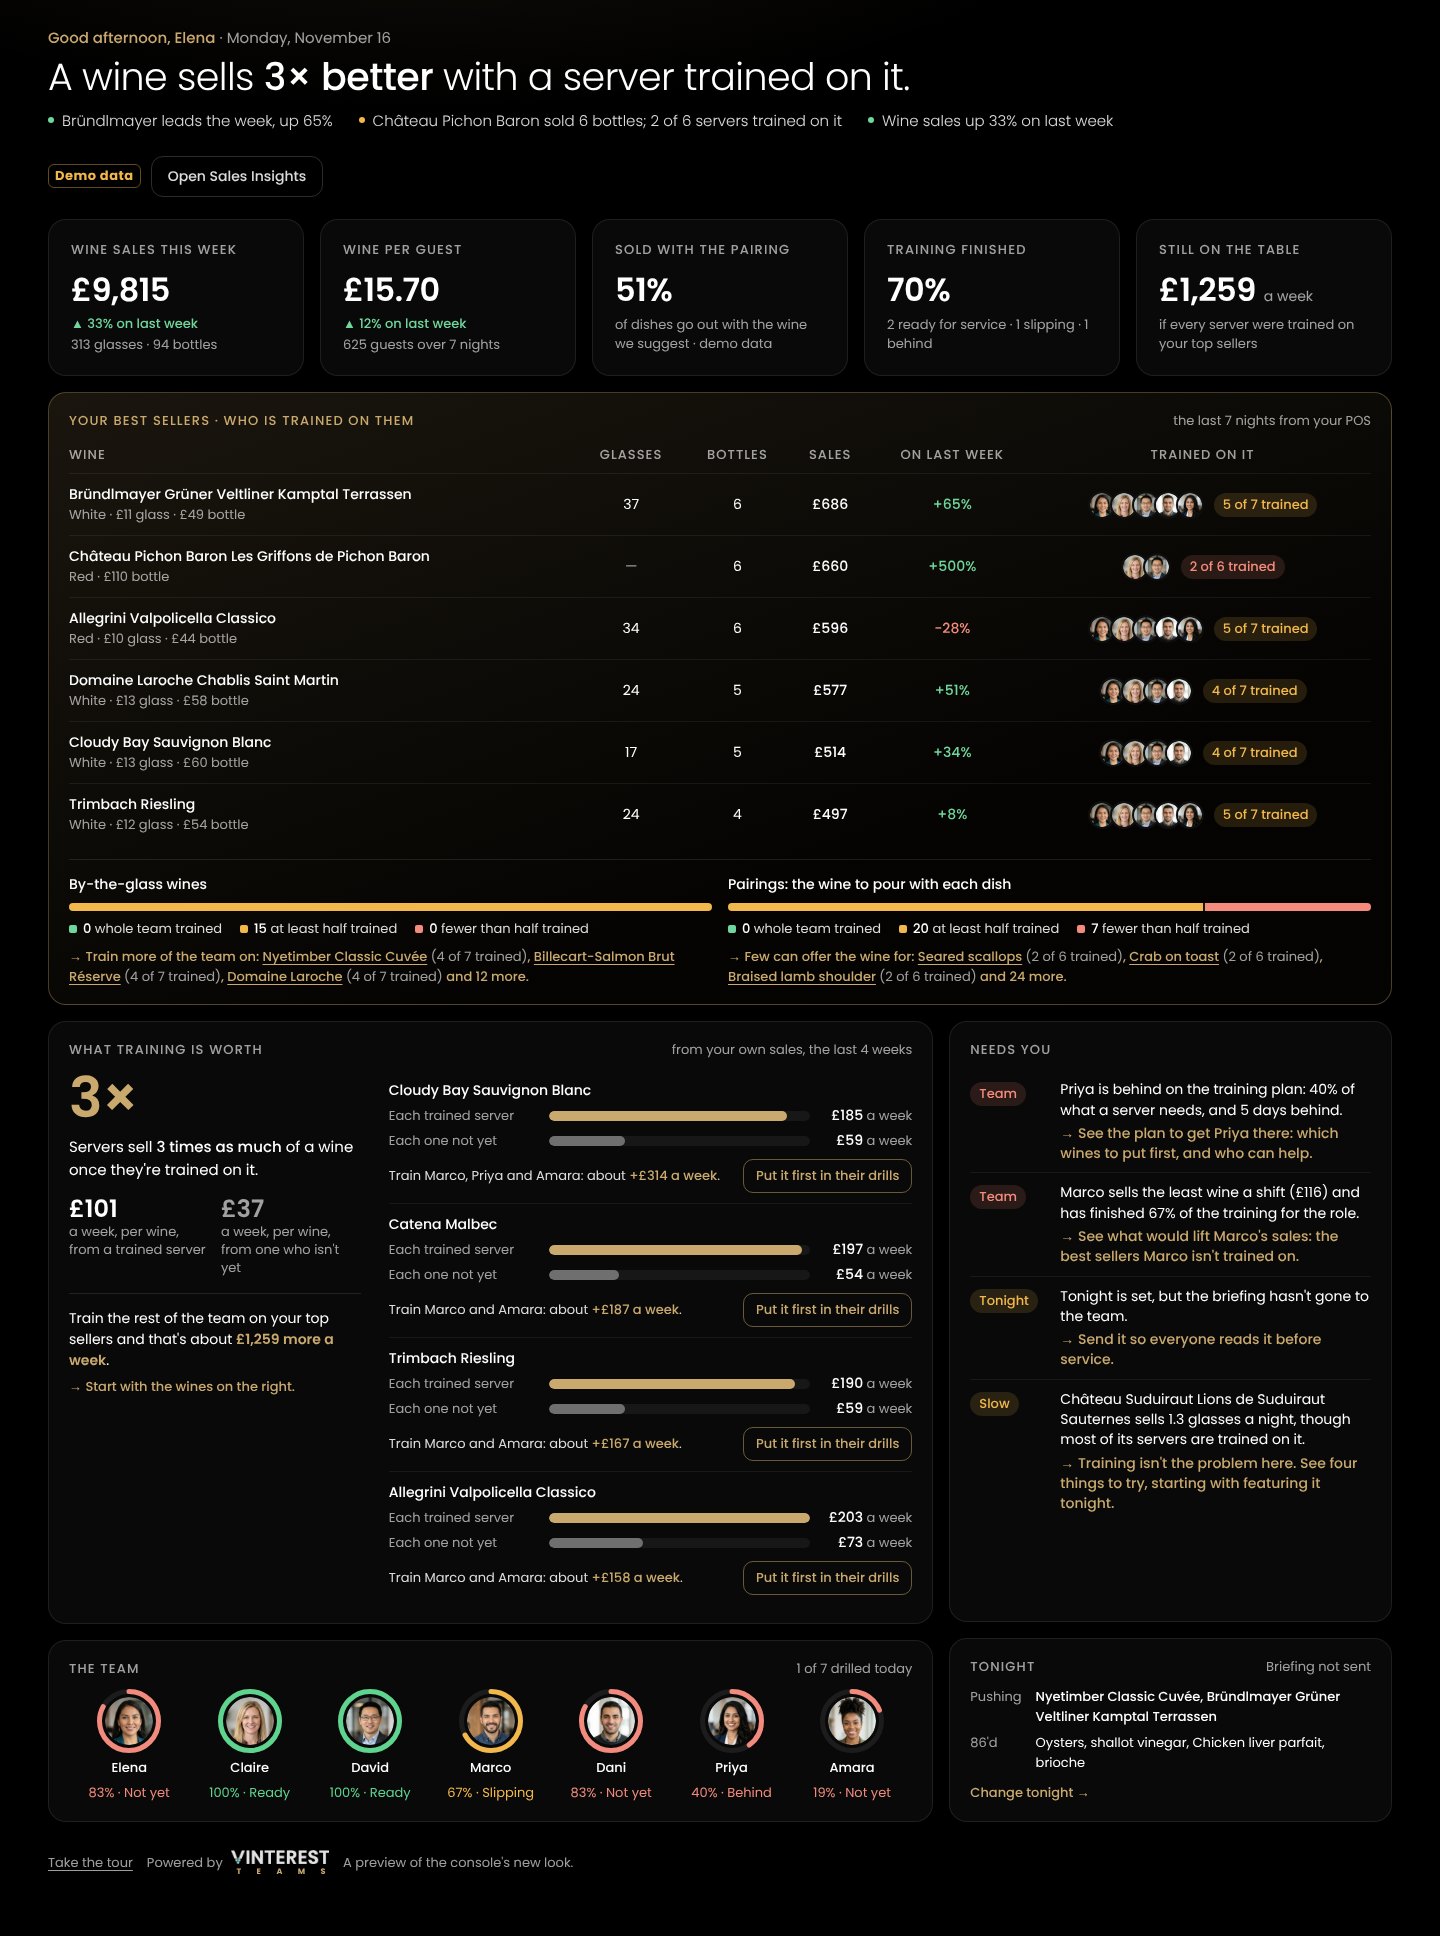 Good afternoon, Elena · Monday, November 16
A wine sells 3× better with a server trained on it.
Bründlmayer leads the week, up 65%
Château Pichon Baron sold 6 bottles; 2 of 6 servers trained on it
Wine sales up 33% on last week
Demo data
Open Sales Insights
WINE SALES THIS WEEK
£9,815
▲ 33% on last week
313 glasses · 94 bottles
WINE PER GUEST
£15.70
▲ 12% on last week
625 guests over 7 nights
SOLD WITH THE PAIRING
51%
of dishes go out with the wine
we suggest · demo data
TRAINING FINISHED
70%
2 ready for service · 1 slipping · 1
behind
STILL ON THE TABLE
£1,259 a week
if every server were trained on
your top sellers
YOUR BEST SELLERS · WHO IS TRAINED ON THEM
the last 7 nights from your POS
WINE GLASSES BOTTLES SALES ON LAST WEEK TRAINED ON IT
Bründlmayer Grüner Veltliner Kamptal Terrassen
White · £11 glass · £49 bottle
37 6 £686 +65% 5 of 7 trained
Château Pichon Baron Les Griffons de Pichon Baron
Red · £110 bottle
— 6 £660 +500% 2 of 6 trained
Allegrini Valpolicella Classico
Red · £10 glass · £44 bottle
34 6 £596 -28% 5 of 7 trained
Domaine Laroche Chablis Saint Martin
White · £13 glass · £58 bottle
24 5 £577 +51% 4 of 7 trained
Cloudy Bay Sauvignon Blanc
White · £13 glass · £60 bottle
17 5 £514 +34% 4 of 7 trained
Trimbach Riesling
White · £12 glass · £54 bottle
24 4 £497 +8% 5 of 7 trained
By-the-glass wines
0 whole team trained 15 at least half trained 0 fewer than half trained
→ Train more of the team on: Nyetimber Classic Cuvée (4 of 7 trained), Billecart-Salmon Brut
Réserve (4 of 7 trained), Domaine Laroche (4 of 7 trained) and 12 more.
Pairings: the wine to pour with each dish
0 whole team trained 20 at least half trained 7 fewer than half trained
→ Few can offer the wine for: Seared scallops (2 of 6 trained), Crab on toast (2 of 6 trained),
Braised lamb shoulder (2 of 6 trained) and 24 more.
WHAT TRAINING IS WORTH
from your own sales, the last 4 weeks
3×
Servers sell 3 times as much of a wine
once they're trained on it.
£101
a week, per wine,
from a trained server
£37
a week, per wine,
from one who isn't
yet
Train the rest of the team on your top
sellers and that's about £1,259 more a
week.
→ Start with the wines on the right.
Cloudy Bay Sauvignon Blanc
Each trained server £185 a week
Each one not yet £59 a week
Train Marco, Priya and Amara: about +£314 a week.
Put it first in their drills
Catena Malbec
Each trained server £197 a week
Each one not yet £54 a week
Train Marco and Amara: about +£187 a week.
Put it first in their drills
Trimbach Riesling
Each trained server £190 a week
Each one not yet £59 a week
Train Marco and Amara: about +£167 a week.
Put it first in their drills
Allegrini Valpolicella Classico
Each trained server £203 a week
Each one not yet £73 a week
Train Marco and Amara: about +£158 a week.
Put it first in their drills
NEEDS YOU
Team
Priya is behind on the training plan: 40% of
what a server needs, and 5 days behind.
→ See the plan to get Priya there: which
wines to put first, and who can help.
Team
Marco sells the least wine a shift (£116) and
has finished 67% of the training for the role.
→ See what would lift Marco's sales: the
best sellers Marco isn't trained on.
Tonight
Tonight is set, but the briefing hasn't gone to
the team.
→ Send it so everyone reads it before
service.
Slow
Château Suduiraut Lions de Suduiraut
Sauternes sells 1.3 glasses a night, though
most of its servers are trained on it.
→ Training isn't the problem here. See four
things to try, starting with featuring it
tonight.
THE TEAM
1 of 7 drilled today
Elena
83% · Not yet
Claire
100% · Ready
David
100% · Ready
Marco
67% · Slipping
Dani
83% · Not yet
Priya
40% · Behind
Amara
19% · Not yet
TONIGHT
Briefing not sent
Pushing
Nyetimber Classic Cuvée, Bründlmayer Grüner
Veltliner Kamptal Terrassen
86'd
Oysters, shallot vinegar, Chicken liver parfait,
brioche
Change tonight →
Take the tour
Powered by VINTEREST
TEAMS
A preview of the console's new look.